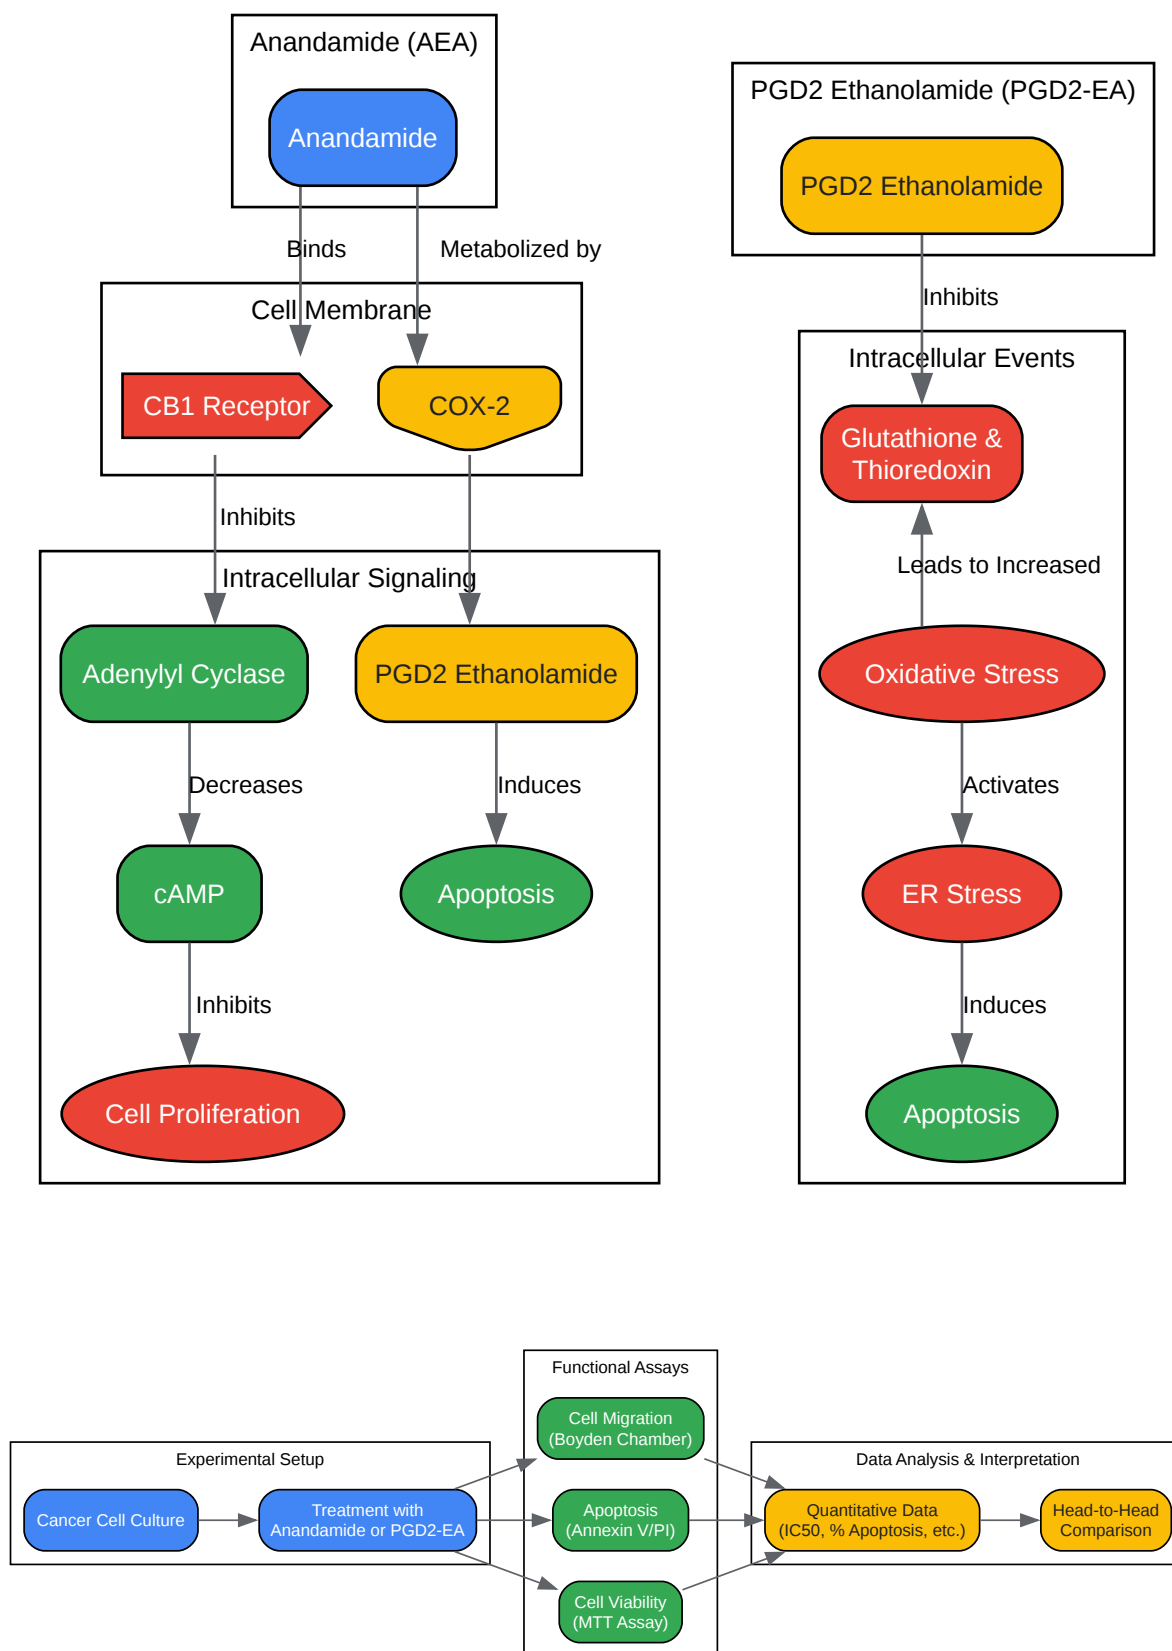 Anandamide (AEA)
Anandamide
Binds
Metabolized by
Cell Membrane
CB1 Receptor
COX-2
Inhibits
Intracellular Signaling
Adenylyl Cyclase
PGD2 Ethanolamide
Decreases
Induces
cAMP
Apoptosis
Inhibits
Cell Proliferation
PGD2 Ethanolamide (PGD2-EA)
PGD2 Ethanolamide
Inhibits
Intracellular Events
Glutathione &
Thioredoxin
Leads to Increased
Oxidative Stress
Activates
ER Stress
Induces
Apoptosis
Experimental Setup
Cancer Cell Culture
Treatment with
Anandamide or PGD2-EA
Functional Assays
Cell Migration
(Boyden Chamber)
Apoptosis
(Annexin V/PI)
Cell Viability
(MTT Assay)
Data Analysis & Interpretation
Quantitative Data
(IC50, % Apoptosis, etc.)
Head-to-Head
Comparison